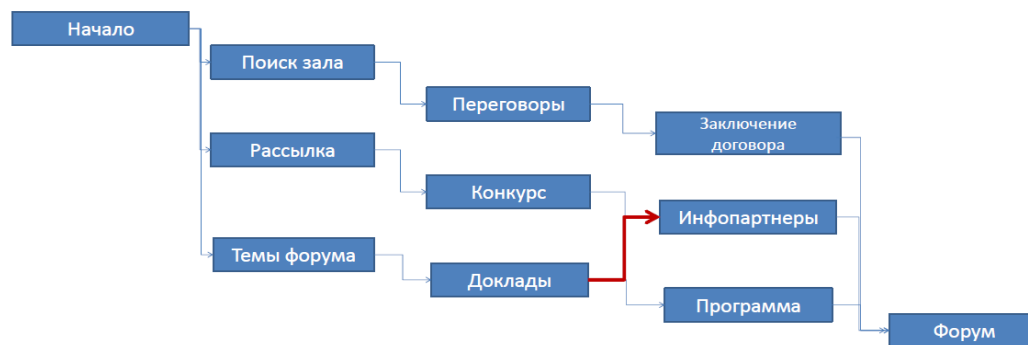 Начало
Поиск зала
Переговоры
Заключение
договора
Рассылка
Конкурс
Инфопартнеры
Темы форума
Доклады
Программа
Форум